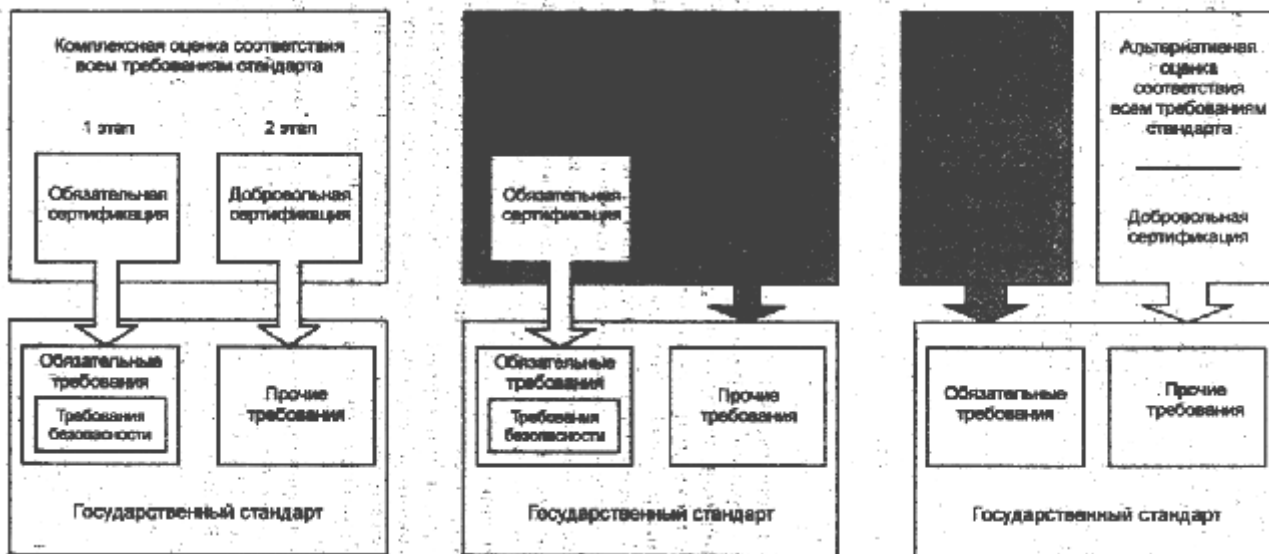 Комплексная оценка соответствия
всем требованиям стандарта
1 этап
2 этап
Обязательная
сертификация
Добровольная
сертификация
Обязательные
требования
Требования
безопасности
Прочие
требования
Государственный стандарт
Обязательная
сертификация
Обязательные
требования
Требования
безопасности
Прочие
требования
Государственный стандарт
Альтернативная
оценка
соответствия
всем требованиям
стандарта
Добровольная
сертификация
Обязательные
требования
Прочие
требования
Государственный стандарт